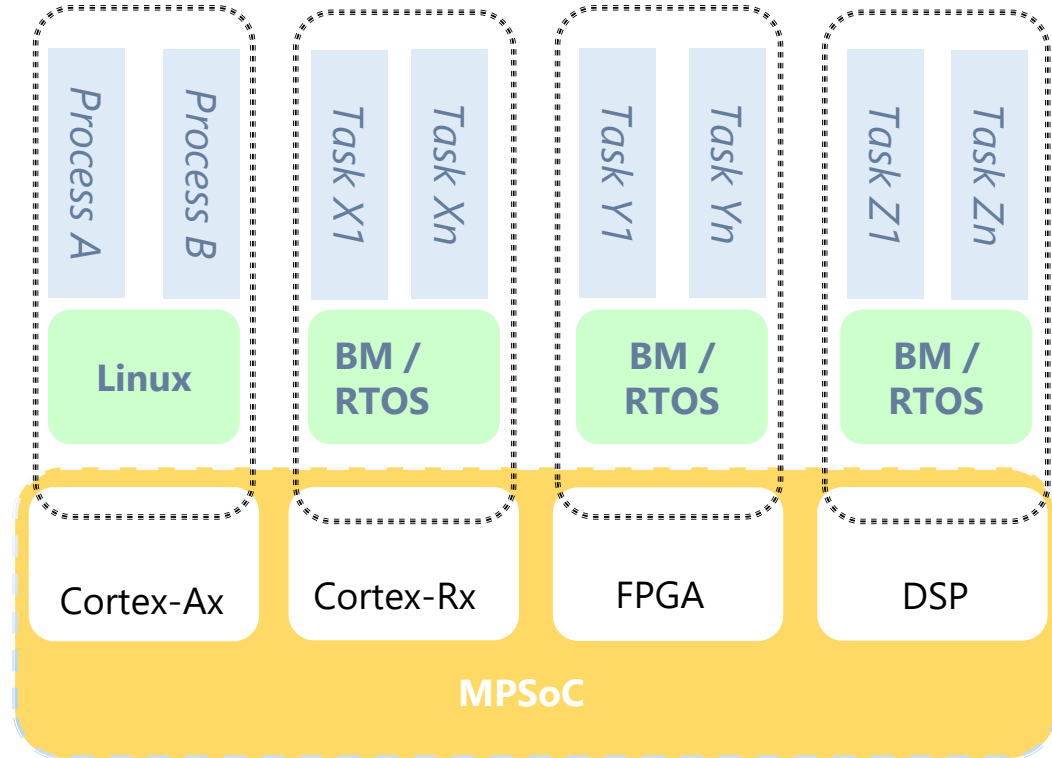 Process A
Process B
Task X1
Task Xn
Task Y1
Task Yn
Task Z1
Task Zn
Linux
BM /
RTOS
BM /
RTOS
BM /
RTOS
Cortex-Ax
Cortex-Rx
FPGA
DSP
MPSoC